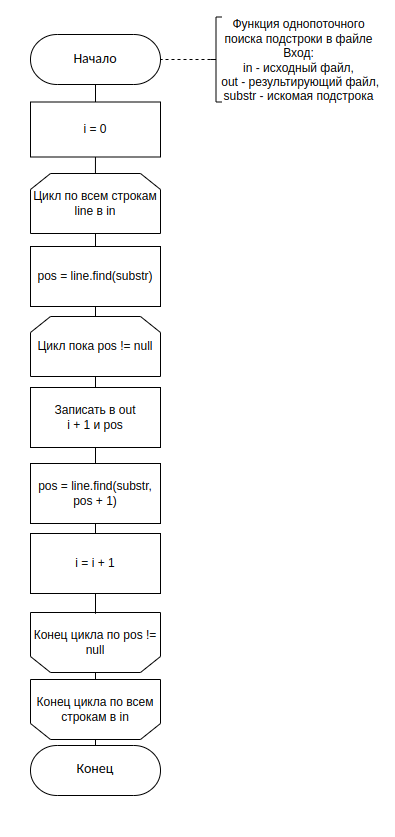 Начало
Функция однопоточного
поиска подстроки в файле
Вход:
in - исходный файл,
out - результирующий файл,
substr - искомая подстрока
i = 0
Цикл по всем строкам
line в in
pos = line.find(substr)
Цикл пока pos != null
Записать в out
i + 1 и pos
pos = line.find(substr,
pos + 1)
i = i + 1
Конец цикла по pos !=
null
Конец цикла по всем
строкам в in
Конец